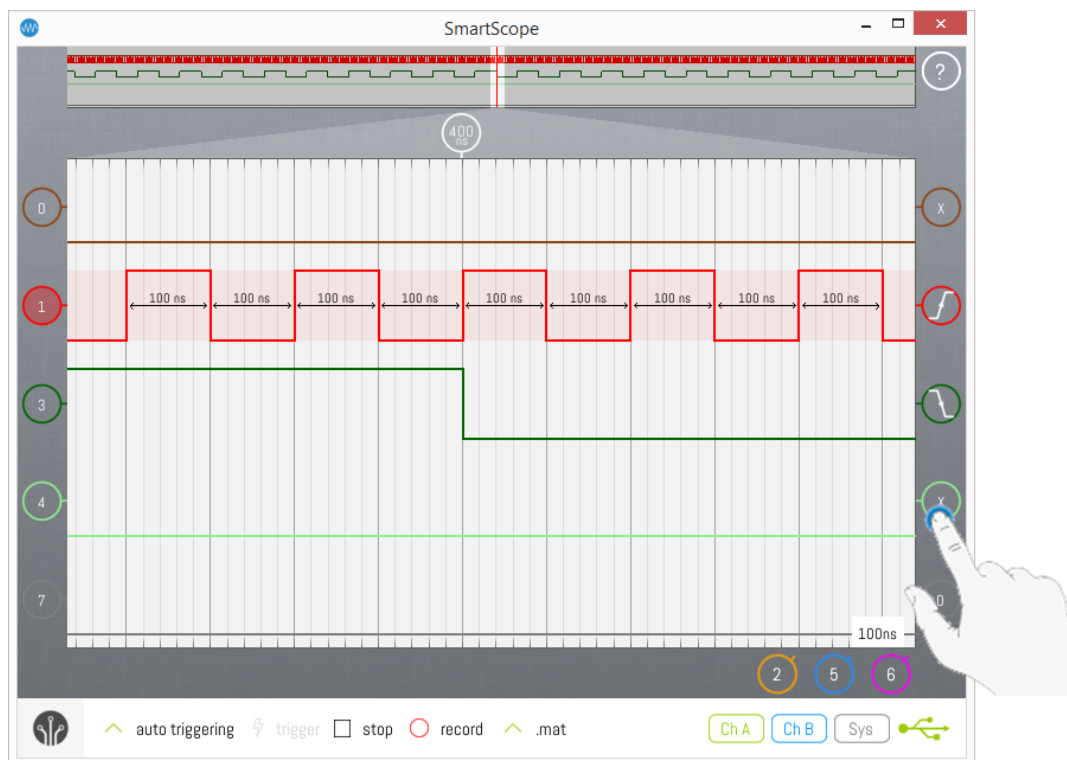 SmartScope
?
400
ns
0
X
1
100 ns 100 ns 100 ns 100 ns 100 ns 100 ns 100 ns 100 ns 100 ns
3
4
X
7
0
100ns
2 5 6
auto triggering trigger stop record .mat Ch A Ch B Sys